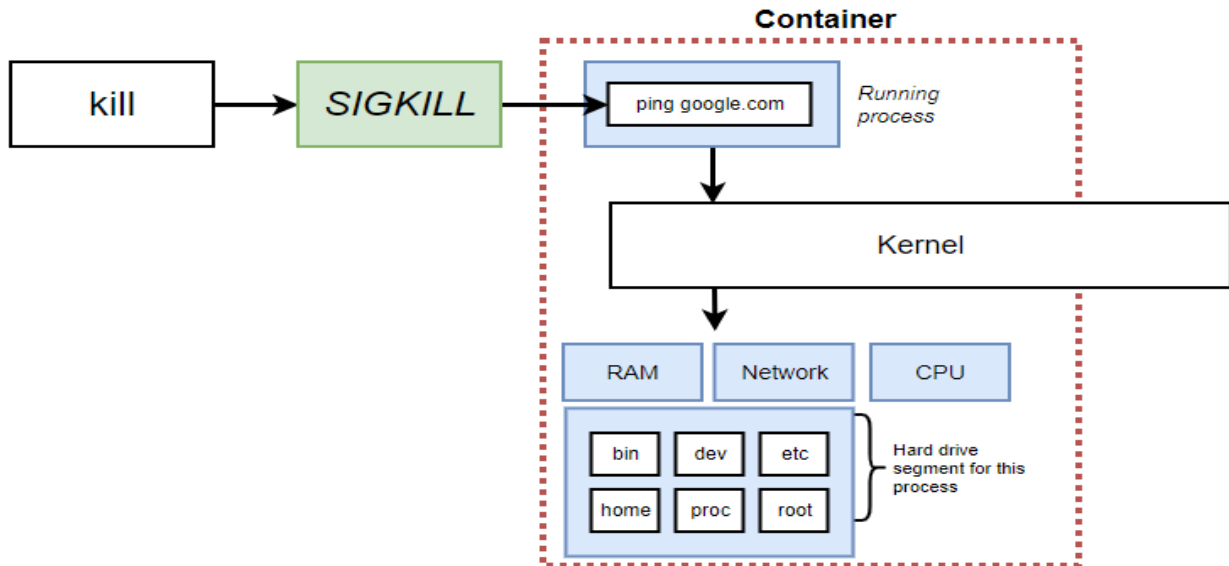 Container
kill
SIGKILL
ping google.com
Running
process
Kernel
RAM
Network
CPU
bin
dev
etc
home
proc
root
Hard drive
segment for this
process